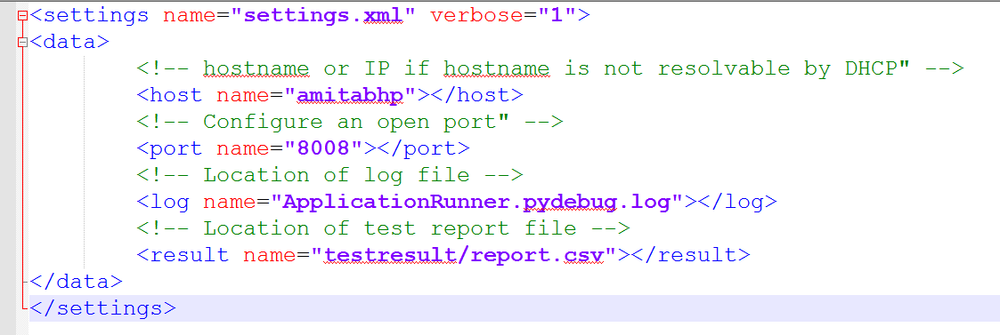 <settings name="settings.xml" verbose="1">
<data>
<!-- hostname or IP if hostname is not resolvable by DHCP" -->
<host name="amitabhp"></host>
<!-- Configure an open port" -->
<port name="8008"></port>
<!-- Location of log file -->
<log name="ApplicationRunner.pydebug.log"></log>
<!-- Location of test report file -->
<result name="testresult/report.csv"></result>
</data>
</settings>